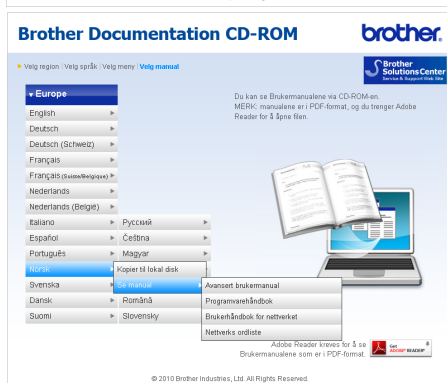 Brother Documentation CD-ROM
brother.
Velg region | Velg språk | Velg meny | Velg manual
Brother
Solutions Center
Service & Support Web Site
Europe
Du kan se Brukermanualene via CD-ROM-en.
MERK: manualene er i PDF-format, og du trenger Adobe
Reader for å åpne filen.
English
Deutsch
Deutsch (Schweiz)
Français
Français (Suisse/Belgique)
Nederlands
Nederlands (België)
Italiano
Русский
Español
Čeština
Português
Magyar
Norsk
Kopier til lokal disk
Svenska
Se manual
Avansert brukermanual
Dansk
Română
Programvarehåndbok
Suomi
Slovensky
Brukerhåndbok for nettverket
Nettverks ordliste
Adobe Reader kreves for å se
Brukermanualene som er i PDF-format.
Get
ADOBE® READER®
© 2010 Brother Industries, Ltd. All Rights Reserved.